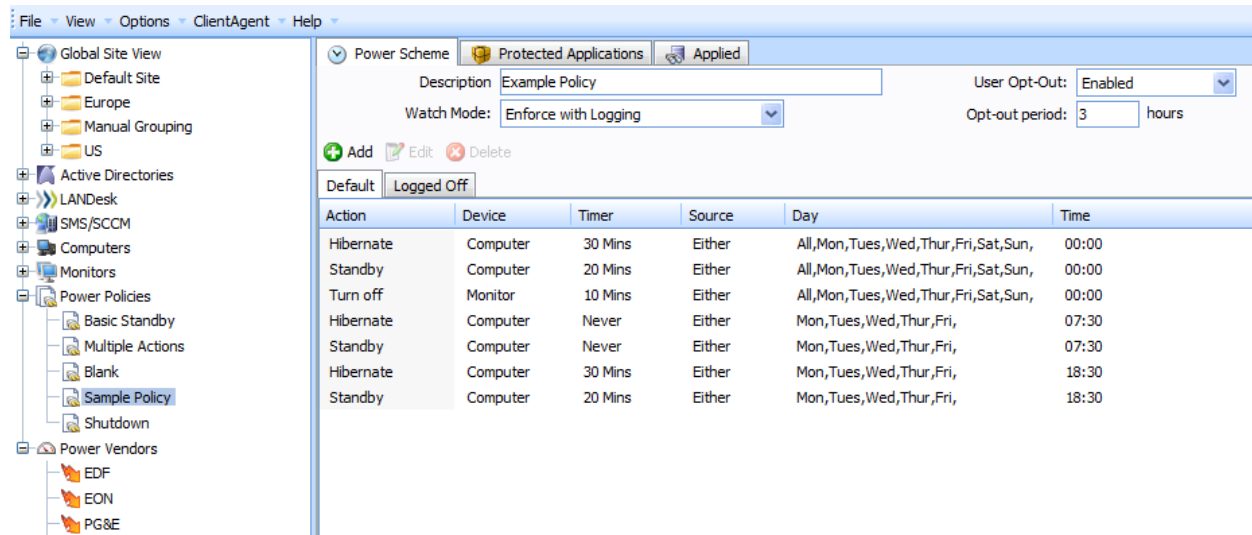 File View Options ClientAgent Help
Global Site View
Default Site
Europe
Manual Grouping
US
Active Directories
LANDesk
SMS/SCCM
Computers
Monitors
Power Policies
Basic Standby
Multiple Actions
Blank
Sample Policy
Shutdown
Power Vendors
EDF
EON
PG&E
Power Scheme Protected Applications Applied
Description Example Policy User Opt-Out: Enabled
Watch Mode: Enforce with Logging Opt-out period: 3 hours
Add Edit Delete
Default Logged Off
Action Device Timer Source Day Time
Hibernate Computer 30 Mins Either All,Mon,Tues,Wed,Thur,Fri,Sat,Sun, 00:00
Standby Computer 20 Mins Either All,Mon,Tues,Wed,Thur,Fri,Sat,Sun, 00:00
Turn off Monitor 10 Mins Either All,Mon,Tues,Wed,Thur,Fri,Sat,Sun, 00:00
Hibernate Computer Never Either Mon,Tues,Wed,Thur,Fri, 07:30
Standby Computer Never Either Mon,Tues,Wed,Thur,Fri, 07:30
Hibernate Computer 30 Mins Either Mon,Tues,Wed,Thur,Fri, 18:30
Standby Computer 20 Mins Either Mon,Tues,Wed,Thur,Fri, 18:30